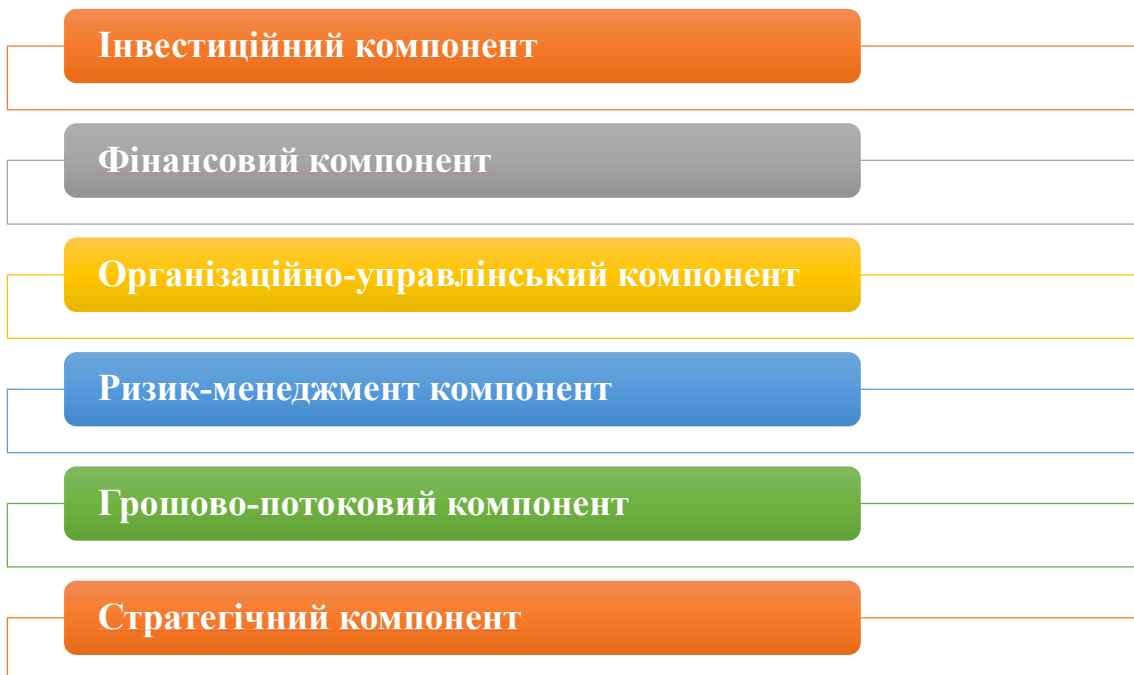 Інвестиційний компонент
Фінансовий компонент
Організаційно-управлінський компонент
Ризик-менеджмент компонент
Грошово-потоковий компонент
Стратегічний компонент